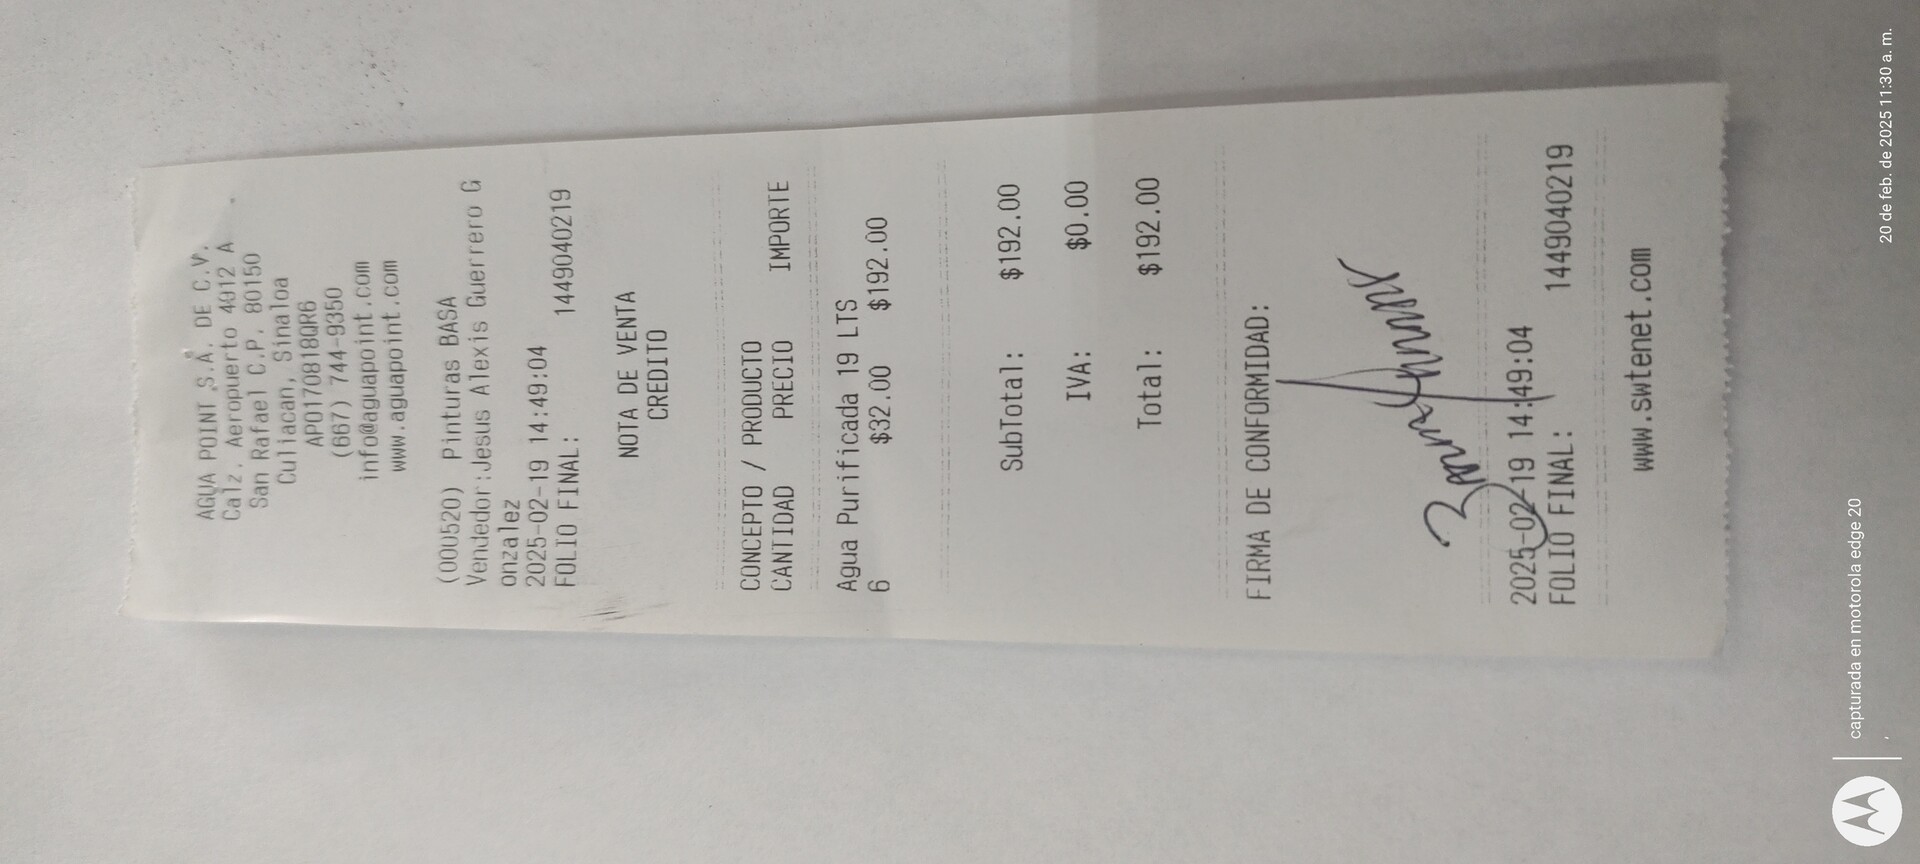 AGUA POINT S.A. DE C.V.
Calz. Aeropuerto 4912 A
San Rafael C.P. 80150
Culiacan, Sinaloa
APO170818QR6
(667) 744-9350
info@aguapoint.com
www.aguapoint.com
(000520) Pinturas BASA
Vendedor:Jesus Alexis Guerrero G
onzalez
2025-02-19 14:49:04
FOLIO FINAL: 1449040219
NOTA DE VENTA
CREDITO
CONCEPTO / PRODUCTO
CANTIDAD PRECIO IMPORTE
Agua Purificada 19 LTS
6 $32.00 $192.00
SubTotal: $192.00
IVA: $0.00
Total: $192.00
FIRMA DE CONFORMIDAD:
2025-02-19 14:49:04
FOLIO FINAL: 1449040219
www.swtenet.com
capturada en motorola edge 20
20 de feb. de 2025 11:30 a. m.